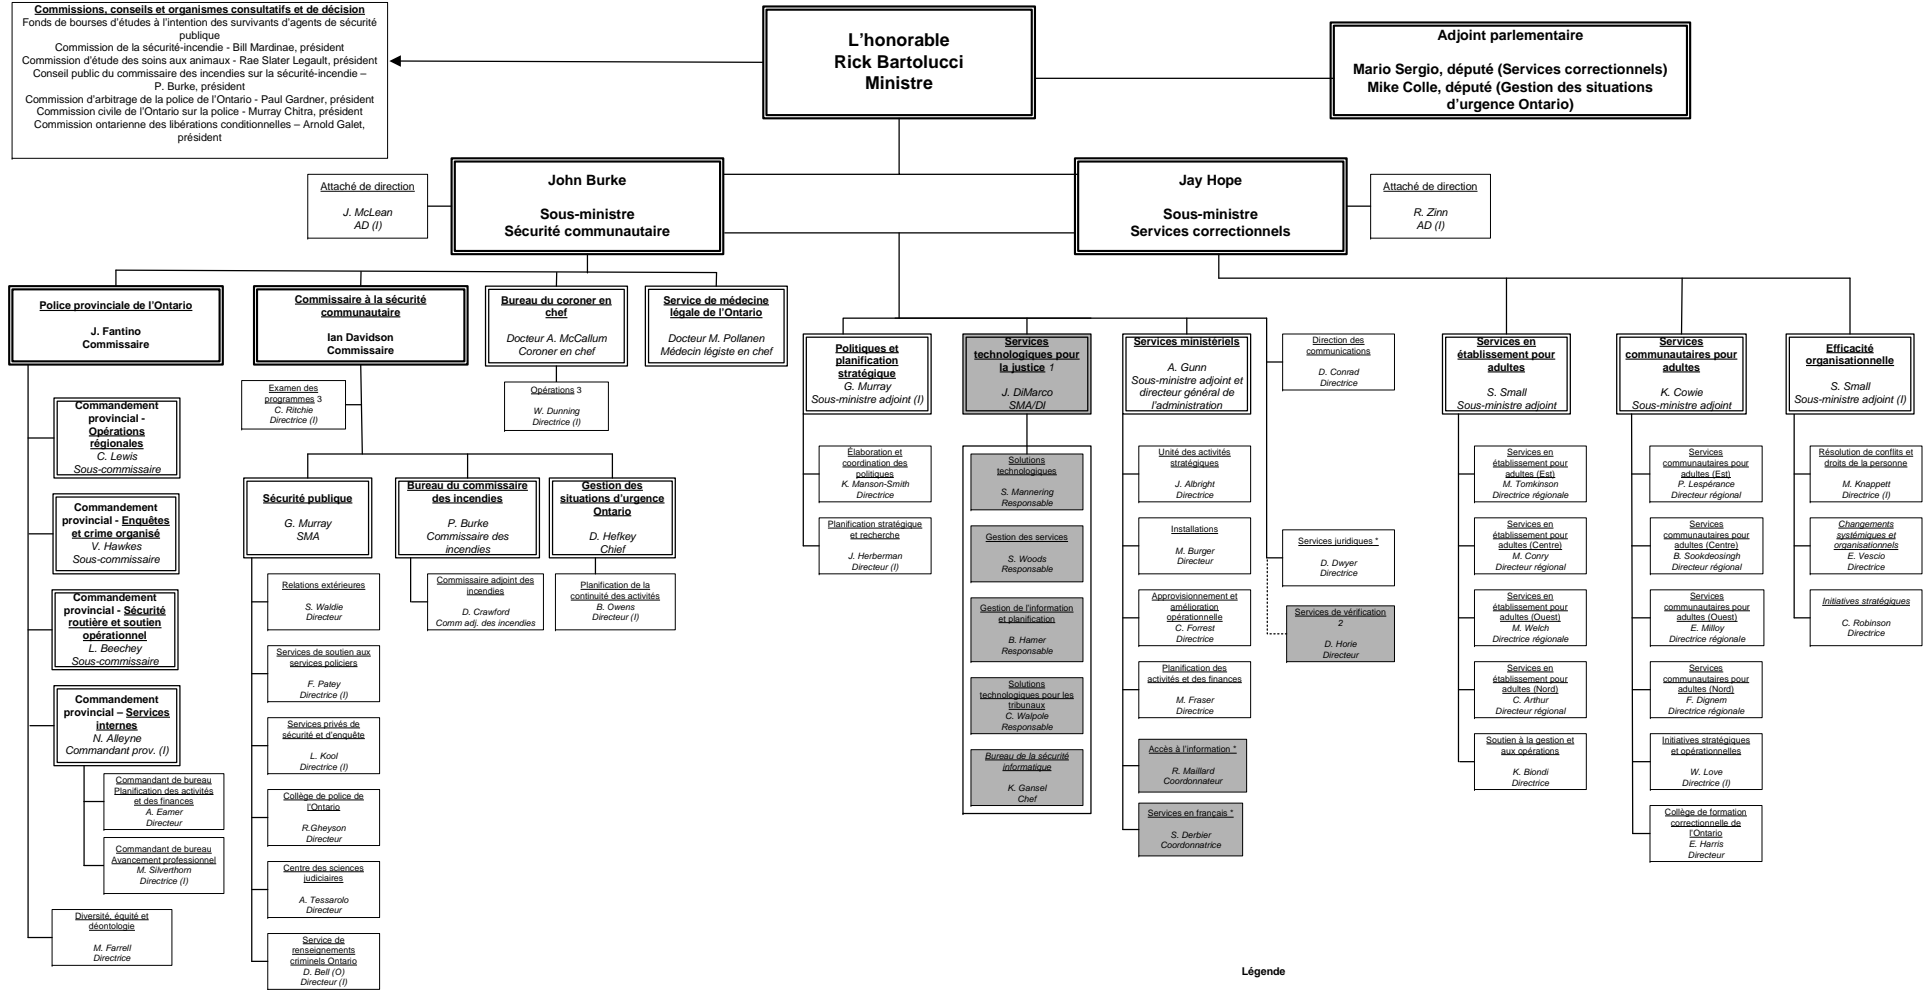 Commissions, conseils et organismes consultatifs et de décision
Fonds de bourses d'études à l'intention des survivants d'agents de sécurité
publique
Commission de la sécurité-incendie - Bill Mardinae, président
Commission d'étude des soins aux animaux - Rae Slater Legault, président
Conseil public du commissaire des incendies sur la sécurité-incendie –
P. Burke, président
Commission d'arbitrage de la police de l'Ontario - Paul Gardner, président
Commission civile de l'Ontario sur la police - Murray Chitra, président
Commission ontarienne des libérations conditionnelles – Arnold Galet,
président
L'honorable
Rick Bartolucci
Ministre
Adjoint parlementaire
Mario Sergio, député (Services correctionnels)
Mike Colle, député (Gestion des situations
d'urgence Ontario)
Attaché de direction
J. McLean
AD (I)
John Burke
Sous-ministre
Sécurité communautaire
Jay Hope
Sous-ministre
Services correctionnels
Attaché de direction
R. Zinn
AD (I)
Police provinciale de l'Ontario
J. Fantino
Commissaire
Commissaire à la sécurité
communautaire
Ian Davidson
Commissaire
Bureau du coroner en
chef
Docteur A. McCallum
Coroner en chef
Service de médecine
légale de l'Ontario
Docteur M. Pollanen
Médecin légiste en chef
Politiques et
planification
stratégique
G. Murray
Sous-ministre adjoint (I)
Services
technologiques pour
la justice 1
J. DiMarco
SMA/DI
Services ministériels
A. Gunn
Sous-ministre adjoint et
directeur général de
l'administration
Direction des
communications
D. Conrad
Directrice
Services en
établissement pour
adultes
S. Small
Sous-ministre adjoint
Services
communautaires pour
adultes
K. Cowie
Sous-ministre adjoint
Efficacité
organisationnelle
S. Small
Sous-ministre adjoint (I)
Examen des
programmes 3
C. Ritchie
Directrice (I)
Opérations 3
W. Dunning
Directrice (I)
Commandement
provincial -
Opérations
régionales
C. Lewis
Sous-commissaire
Commandement
provincial - Enquêtes
et crime organisé
V. Hawkes
Sous-commissaire
Commandement
provincial - Sécurité
routière et soutien
opérationnel
L. Beechey
Sous-commissaire
Commandement
provincial – Services
internes
N. Alleyne
Commandant prov. (I)
Commandant de bureau
Planification des activités
et des finances
A. Eamer
Directeur
Commandant de bureau
Avancement professionnel
M. Silverthorn
Directrice (I)
Diversité, équité et
déontologie
M. Farrell
Directrice
Sécurité publique
G. Murray
SMA
Bureau du commissaire
des incendies
P. Burke
Commissaire des
incendies
Gestion des
situations d'urgence
Ontario
D. Hefkey
Chief
Relations extérieures
S. Waldie
Directeur
Services de soutien aux
services policiers
F. Patey
Directrice (I)
Services privés de
sécurité et d'enquête
L. Kool
Directrice (I)
Collège de police de
l'Ontario
R.Gheyson
Directeur
Centre des sciences
judiciaires
A. Tessarolo
Directeur
Service de
renseignements
criminels Ontario
D. Bell (O)
Directeur (I)
Commissaire adjoint des
incendies
D. Crawford
Comm adj. des incendies
Planification de la
continuité des activités
B. Owens
Directeur (I)
Élaboration et
coordination des
politiques
K. Manson-Smith
Directrice
Planification stratégique
et recherche
J. Herberman
Directeur (I)
Solutions
technologiques
S. Mannering
Responsable
Gestion des services
S. Woods
Responsable
Gestion de l'information
et planification
B. Hamer
Responsable
Solutions
technologiques pour les
tribunaux
C. Walpole
Responsable
Bureau de la sécurité
informatique
K. Gansel
Chef
Unité des activités
stratégiques
J. Albright
Directrice
Installations
M. Burger
Directeur
Approvisionnement et
amélioration
opérationnelle
C. Forrest
Directrice
Planification des
activités et des finances
M. Fraser
Directrice
Accès à l'information *
R. Maillard
Coordonnateur
Services en français *
S. Derbier
Coordonnatrice
Services juridiques *
D. Dwyer
Directrice
Services de vérification
2
D. Horie
Directeur
Services en
établissement pour
adultes (Est)
M. Tomkinson
Directrice régionale
Services en
établissement pour
adultes (Centre)
M. Conry
Directeur régional
Services en
établissement pour
adultes (Ouest)
M. Welch
Directrice régionale
Services en
établissement pour
adultes (Nord)
C. Arthur
Directeur régional
Soutien à la gestion et
aux opérations
K. Biondi
Directrice
Services
communautaires pour
adultes (Est)
P. Lespérance
Directeur régional
Services
communautaires pour
adultes (Centre)
B. Sookdeosingh
Directeur régional
Services
communautaires pour
adultes (Ouest)
E. Milloy
Directrice régionale
Services
communautaires pour
adultes (Nord)
F. Dignem
Directrice régionale
Initiatives stratégiques
et opérationnelles
W. Love
Directrice (I)
Collège de formation
correctionnelle de
l'Ontario
E. Harris
Directeur
Résolution de conflits et
droits de la personne
M. Knappett
Directrice (I)
Changements
systémiques et
organisationnels
E. Vescio
Directrice
Initiatives stratégiques
C. Robinson
Directrice
Légende